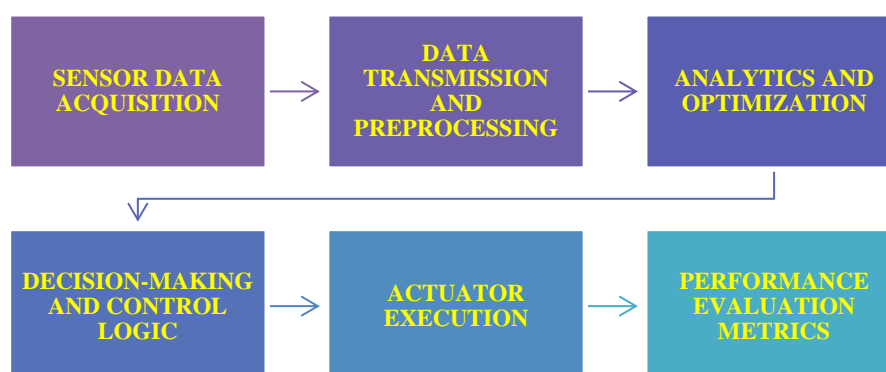 SENSOR DATA
ACQUISITION
DATA
TRANSMISSION
AND
PREPROCESSING
ANALYTICS AND
OPTIMIZATION
DECISION-MAKING
AND CONTROL
LOGIC
ACTUATOR
EXECUTION
PERFORMANCE
EVALUATION
METRICS